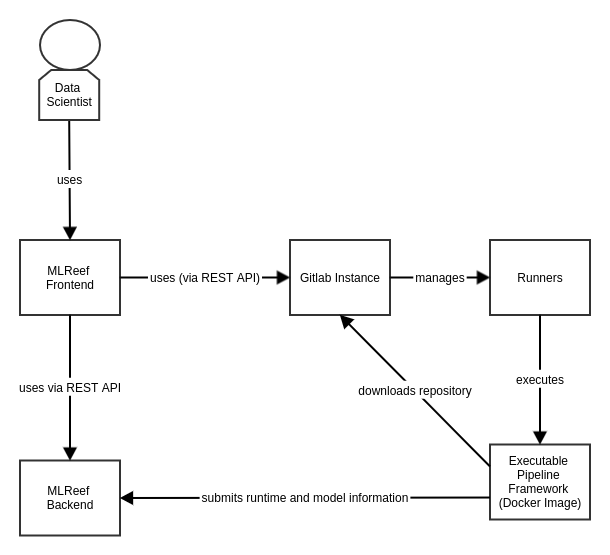 Data
Scientist
uses
MLReef
Frontend
uses (via REST API)
Gitlab Instance
manages
Runners
uses via REST API
downloads repository
executes
MLReef
Backend
submits runtime and model information
Executable
Pipeline
Framework
(Docker Image)